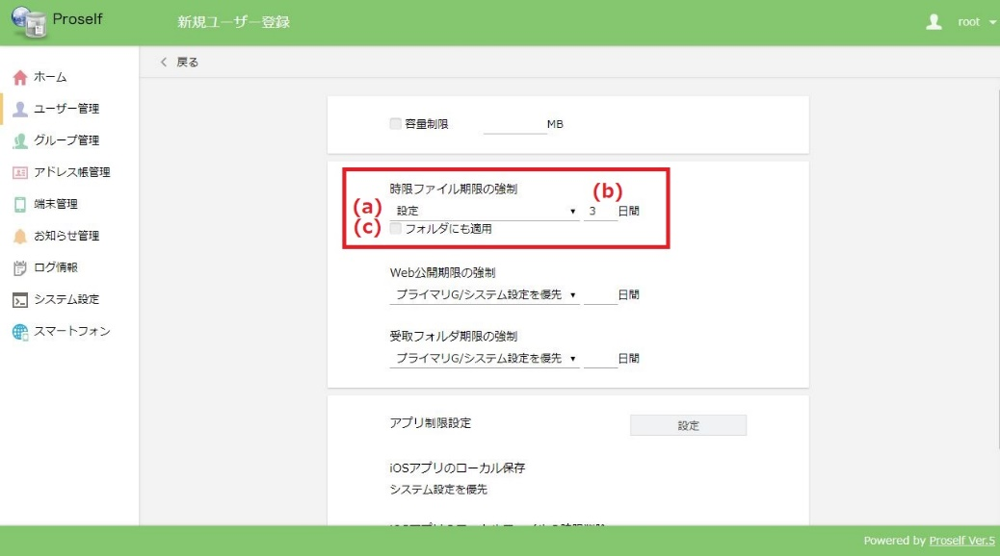 Proself
新規ユーザー登録
root
ホーム
ユーザー管理
グループ管理
アドレス帳管理
端末管理
お知らせ管理
ログ情報
システム設定
スマートフォン
戻る
容量制限 MB
時限ファイル期限の強制
(a) 設定 (b) 3 日間
(c) フォルダにも適用
Web公開期限の強制
プライマリG/システム設定を優先 日間
受取フォルダ期限の強制
プライマリG/システム設定を優先 日間
アプリ制限設定 設定
iOSアプリのローカル保存
システム設定を優先
Powered by Proself Ver.5